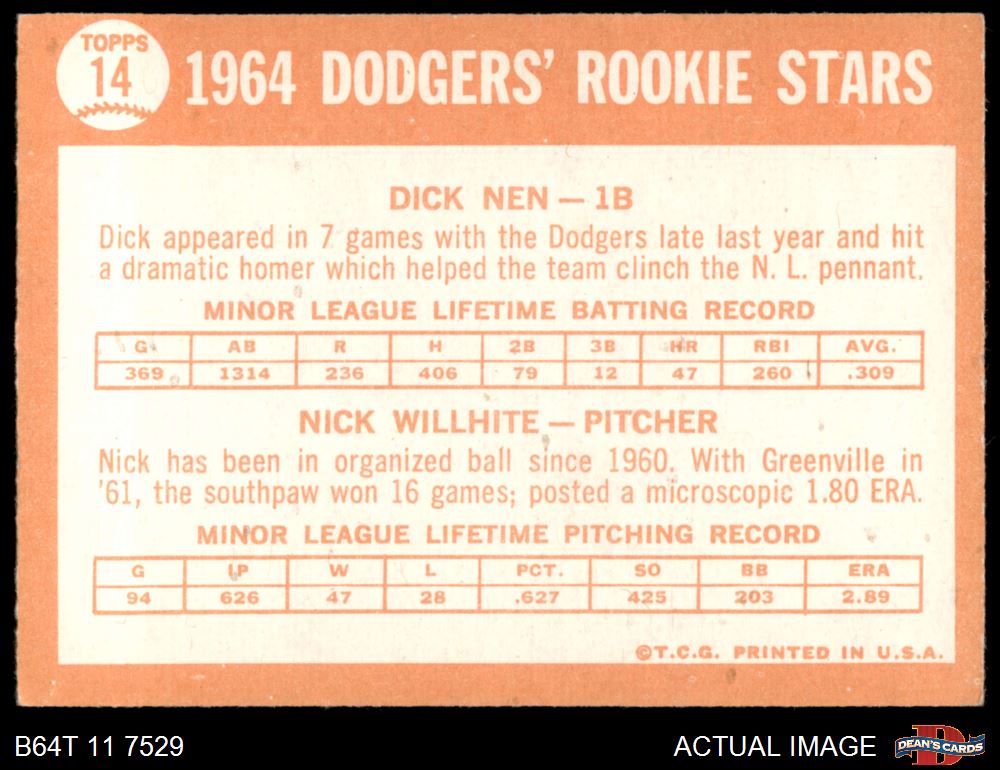 TOPPS
14
1964 DODGERS' ROOKIE STARS
DICK NEN — 1B
Dick appeared in 7 games with the Dodgers late last year and hit
a dramatic homer which helped the team clinch the N. L. pennant.
MINOR LEAGUE LIFETIME BATTING RECORD
G AB R H 2B 3B HR RBI AVG.
369 1314 236 406 79 12 47 260 .309
NICK WILLHITE — PITCHER
Nick has been in organized ball since 1960. With Greenville in
'61, the southpaw won 16 games; posted a microscopic 1.80 ERA.
MINOR LEAGUE LIFETIME PITCHING RECORD
G IP W L PCT. SO BB ERA
94 626 47 28 .627 425 203 2.89
©T.C.G. PRINTED IN U.S.A.
B64T 11 7529
ACTUAL IMAGE
D
DEAN'S CARDS